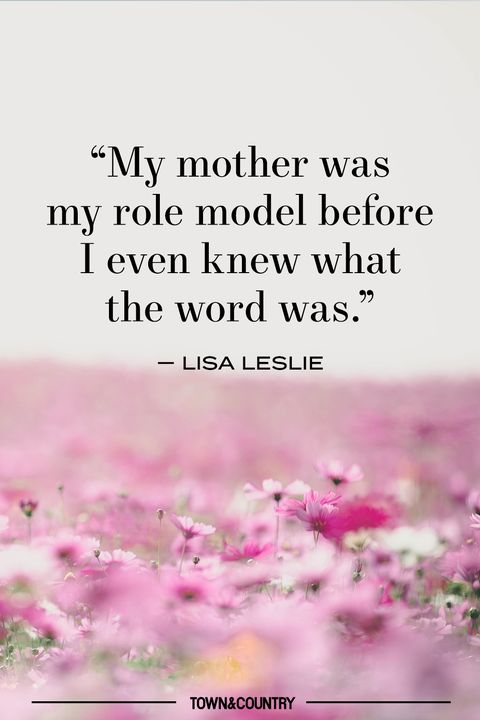 “My mother was
my role model before
I even knew what
the word was.”
— LISA LESLIE
TOWN&COUNTRY